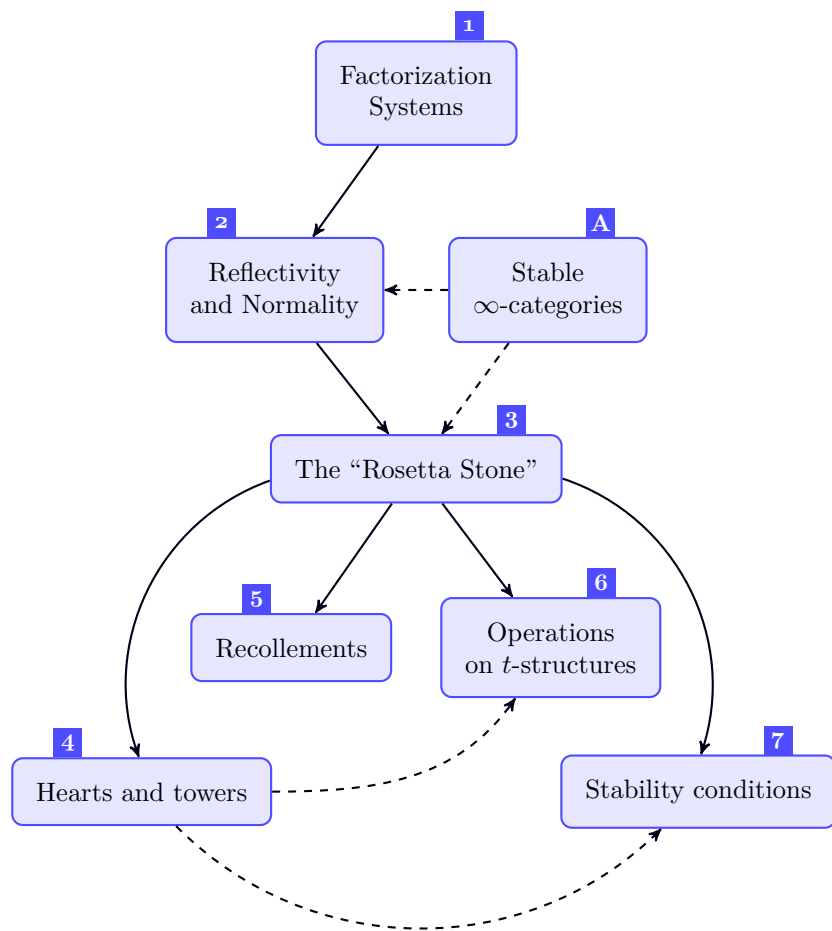 1
Factorization
Systems
2
Reflectivity
and Normality
A
Stable
∞-categories
3
The “Rosetta Stone”
5
Recollements
6
Operations
on t-structures
4
Hearts and towers
7
Stability conditions